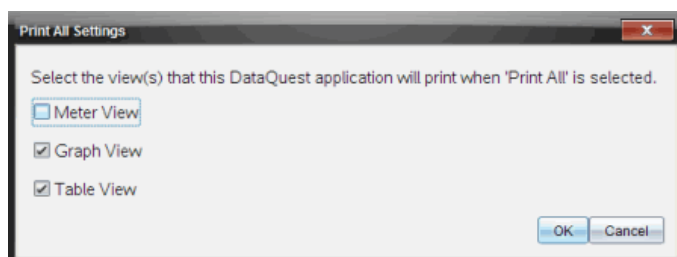 Print All Settings
Select the view(s) that this DataQuest application will print when 'Print All' is selected.
Meter View
Graph View
Table View
OK Cancel